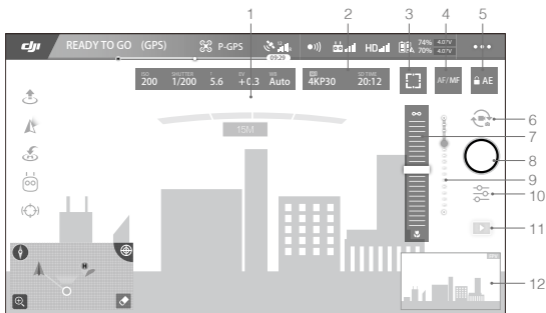 1 2 3 4 5
dji READY TO GO (GPS) P-GPS HD 74% 4.07V
70% 4.07V
09:29
ISO SHUTTER F EV WB SD TIME
200 1/200 5.6 +0.3 Auto 4KP30 20:12 AF/MF AE
15M
6
7
8
9
10
11
12